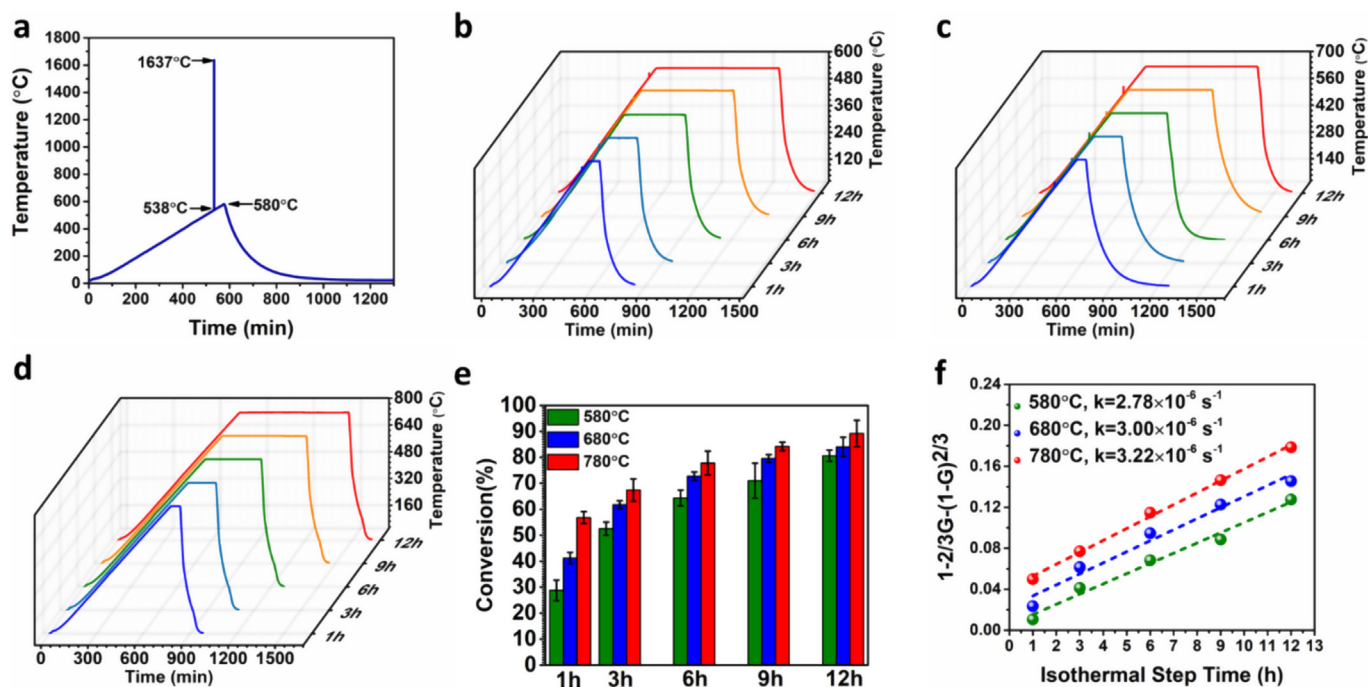 a
1800
1600
1400
1200
1000
800
600
400
200
0
Temperature (°C)
1637°C
538°C
580°C
0 200 400 600 800 1000 1200
Time (min)
b
600
480
360
240
120
Temperature (°C)
12h
9h
6h
3h
1h
0 300 600 900 1200 1500
Time (min)
c
700
560
420
280
140
Temperature (°C)
12h
9h
6h
3h
1h
0 300 600 900 1200 1500
Time (min)
d
800
640
480
320
160
Temperature (°C)
12h
9h
6h
3h
1h
0 300 600 900 1200 1500
Time (min)
e
100
90
80
70
60
50
40
30
20
10
0
Conversion(%)
580°C
680°C
780°C
1h 3h 6h 9h 12h
f
0.24
0.20
0.16
0.12
0.08
0.04
0.00
1-2/3G-(1-G)^2/3
580°C, k=2.78×10^-6 s^-1
680°C, k=3.00×10^-6 s^-1
780°C, k=3.22×10^-6 s^-1
0 1 2 3 4 5 6 7 8 9 10 11 12 13
Isothermal Step Time (h)